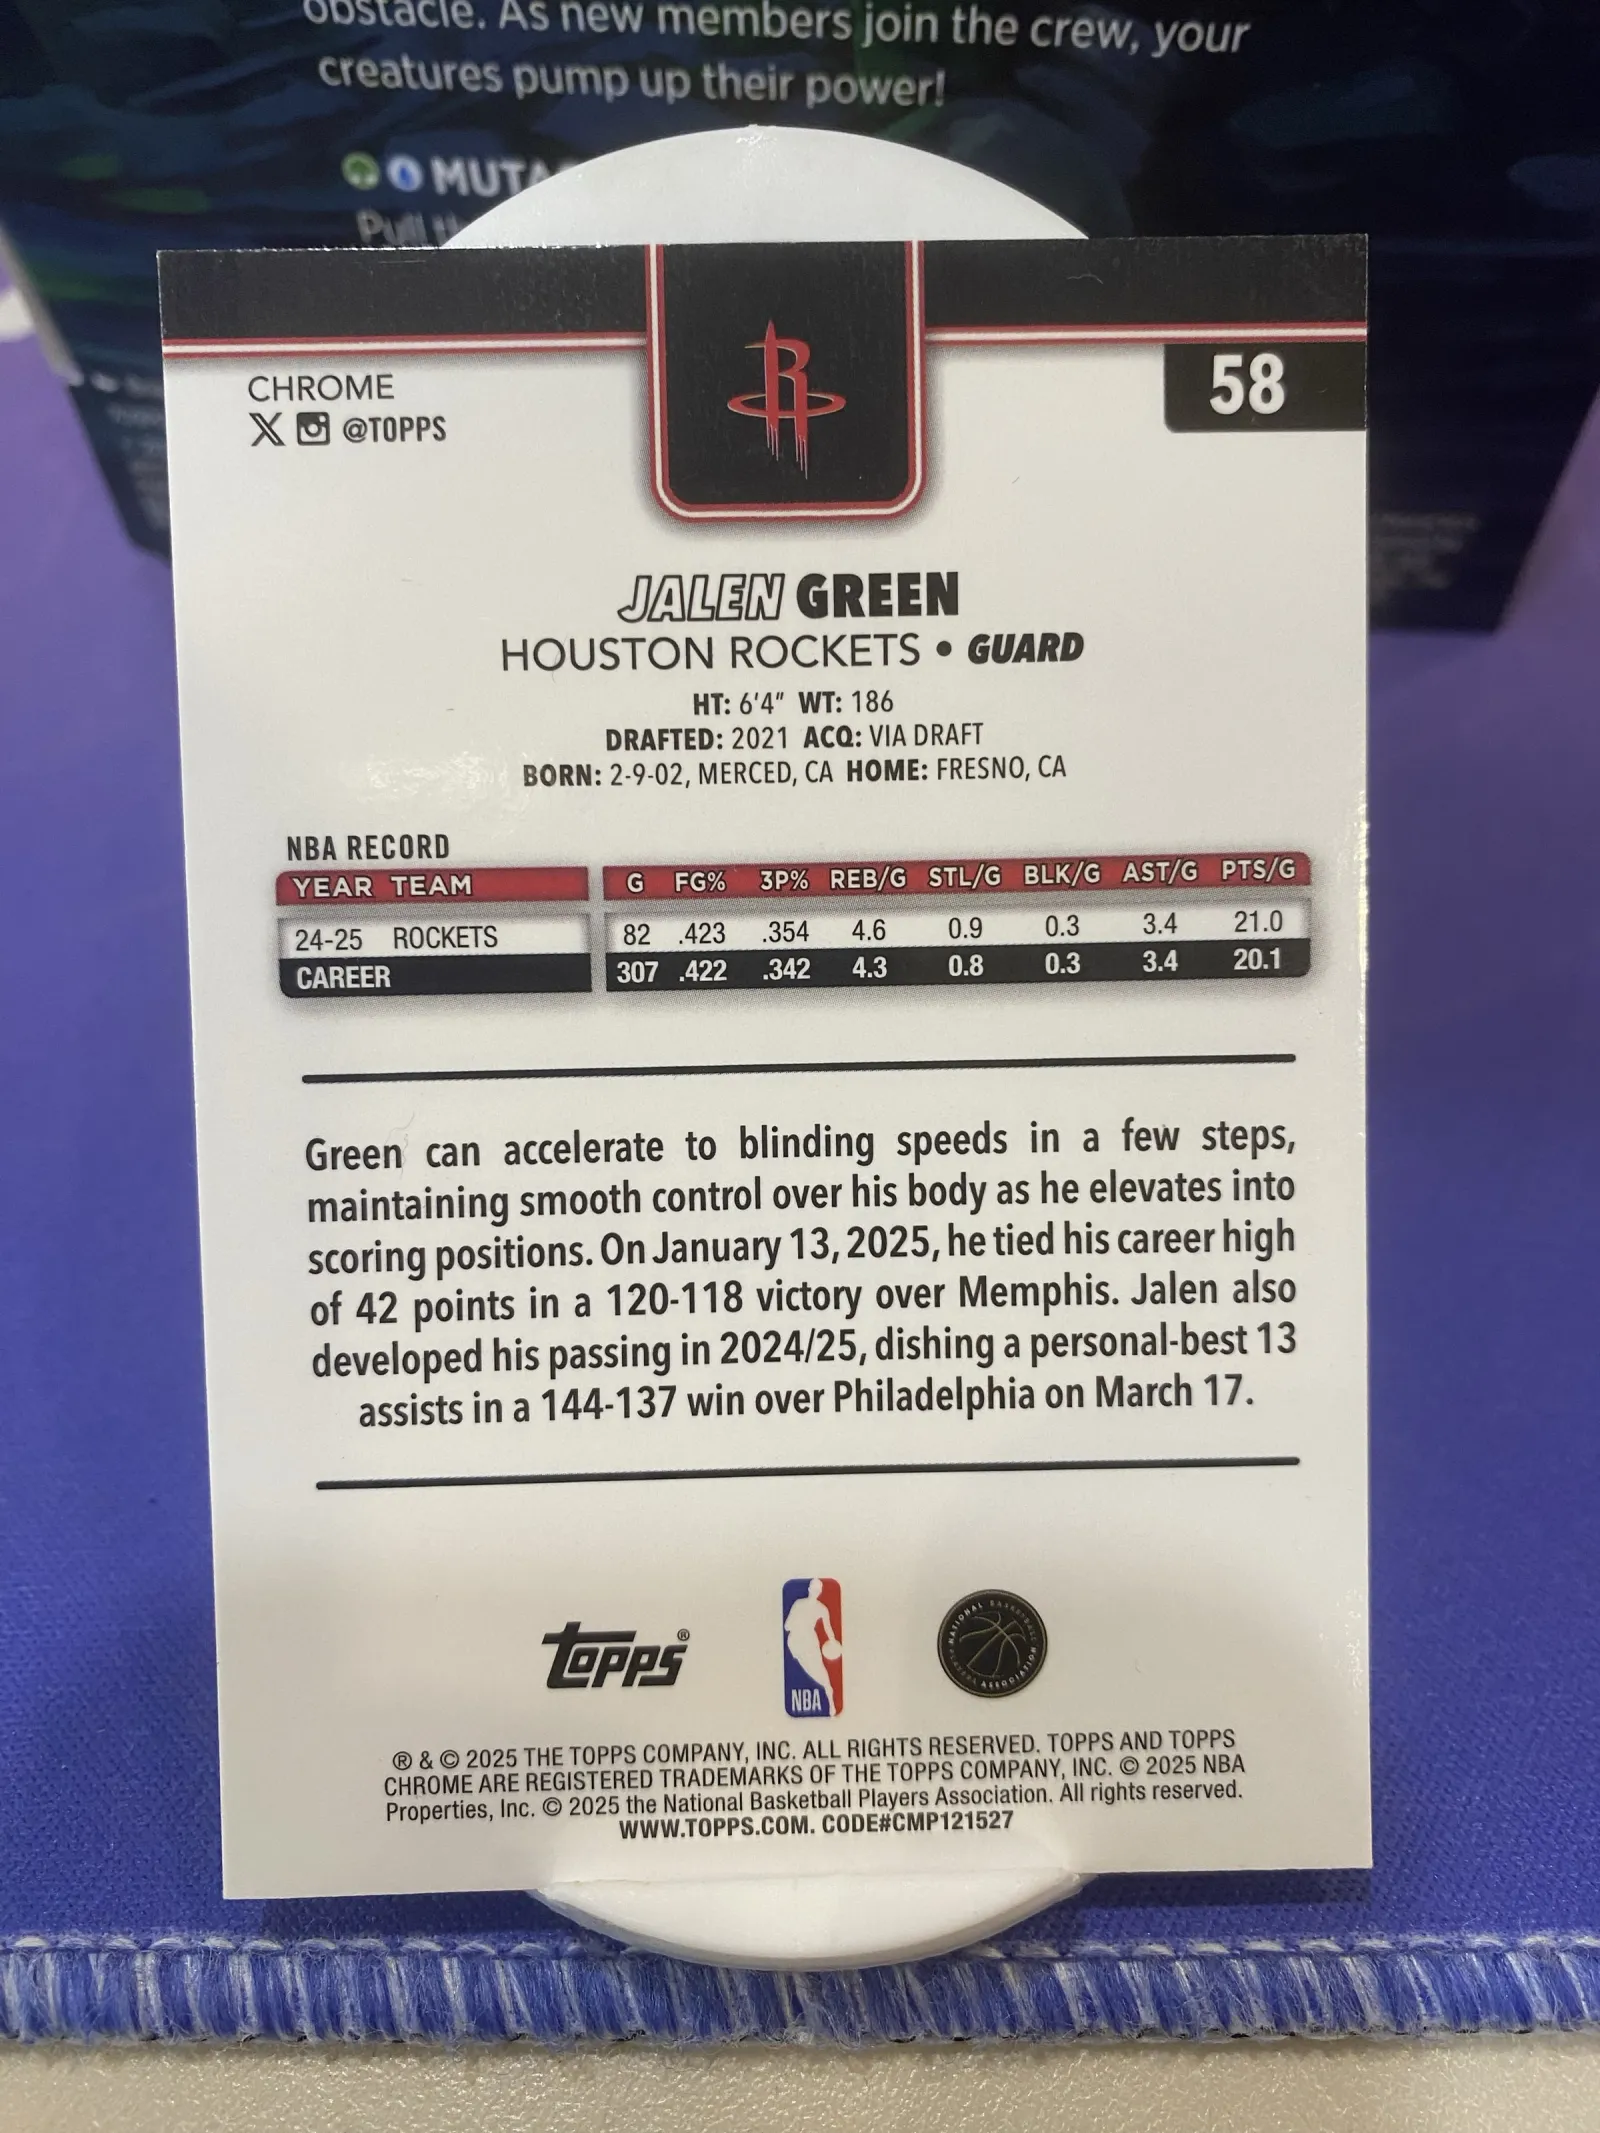 obstacle. As new members join the crew, your
creatures pump up their power!
MUTA
Pull th
CHROME
58
@TOPPS
JALEN GREEN
HOUSTON ROCKETS • GUARD
HT: 6'4" WT: 186
DRAFTED: 2021 ACQ: VIA DRAFT
BORN: 2-9-02, MERCED, CA HOME: FRESNO, CA
NBA RECORD
YEAR TEAM G FG% 3P% REB/G STL/G BLK/G AST/G PTS/G
24-25 ROCKETS 82 .423 .354 4.6 0.9 0.3 3.4 21.0
CAREER 307 .422 .342 4.3 0.8 0.3 3.4 20.1
Green can accelerate to blinding speeds in a few steps,
maintaining smooth control over his body as he elevates into
scoring positions. On January 13, 2025, he tied his career high
of 42 points in a 120-118 victory over Memphis. Jalen also
developed his passing in 2024/25, dishing a personal-best 13
assists in a 144-137 win over Philadelphia on March 17.
TOPPS®
NBA
NATIONAL BASKETBALL PLAYERS ASSOCIATION
® & © 2025 THE TOPPS COMPANY, INC. ALL RIGHTS RESERVED. TOPPS AND TOPPS
CHROME ARE REGISTERED TRADEMARKS OF THE TOPPS COMPANY, INC. © 2025 NBA
Properties, Inc. © 2025 the National Basketball Players Association. All rights reserved.
WWW.TOPPS.COM. CODE#CMP121527